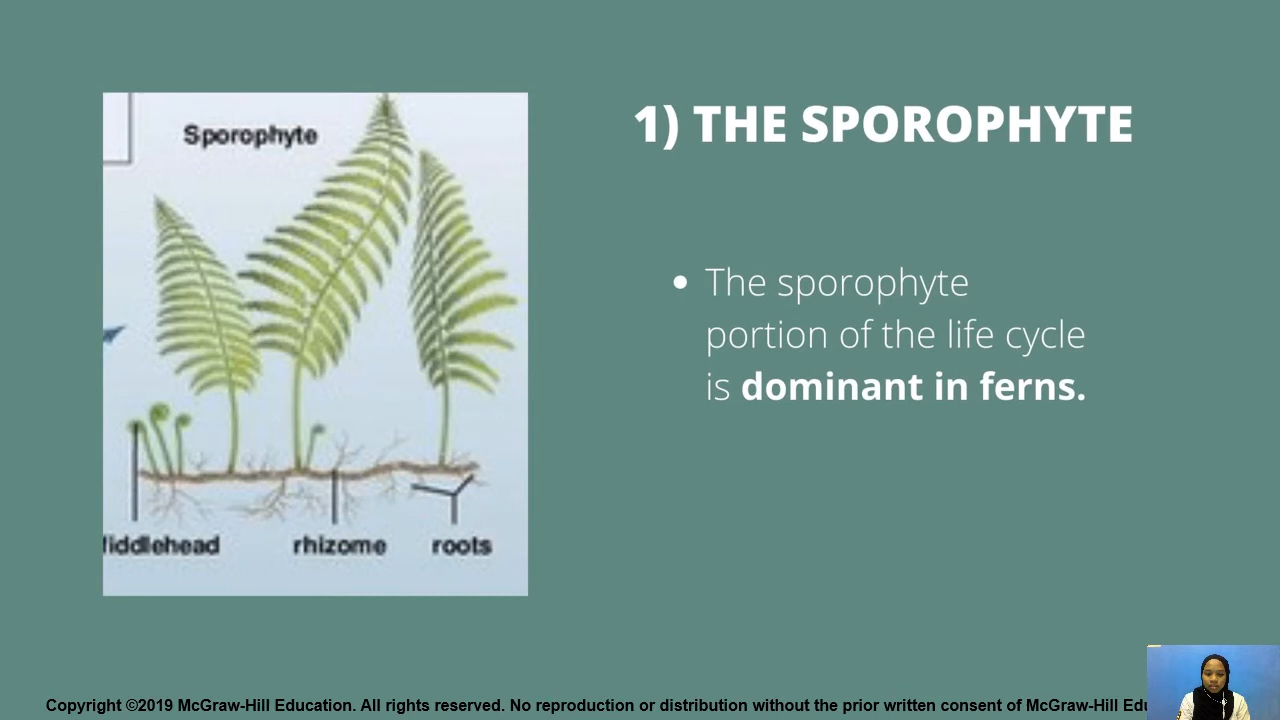 Sporophyte
fiddlehead
rhizome
roots
1) THE SPOROPHYTE
• The sporophyte
portion of the life cycle
is dominant in ferns.
Copyright ©2019 McGraw-Hill Education. All rights reserved. No reproduction or distribution without the prior written consent of McGraw-Hill Edu